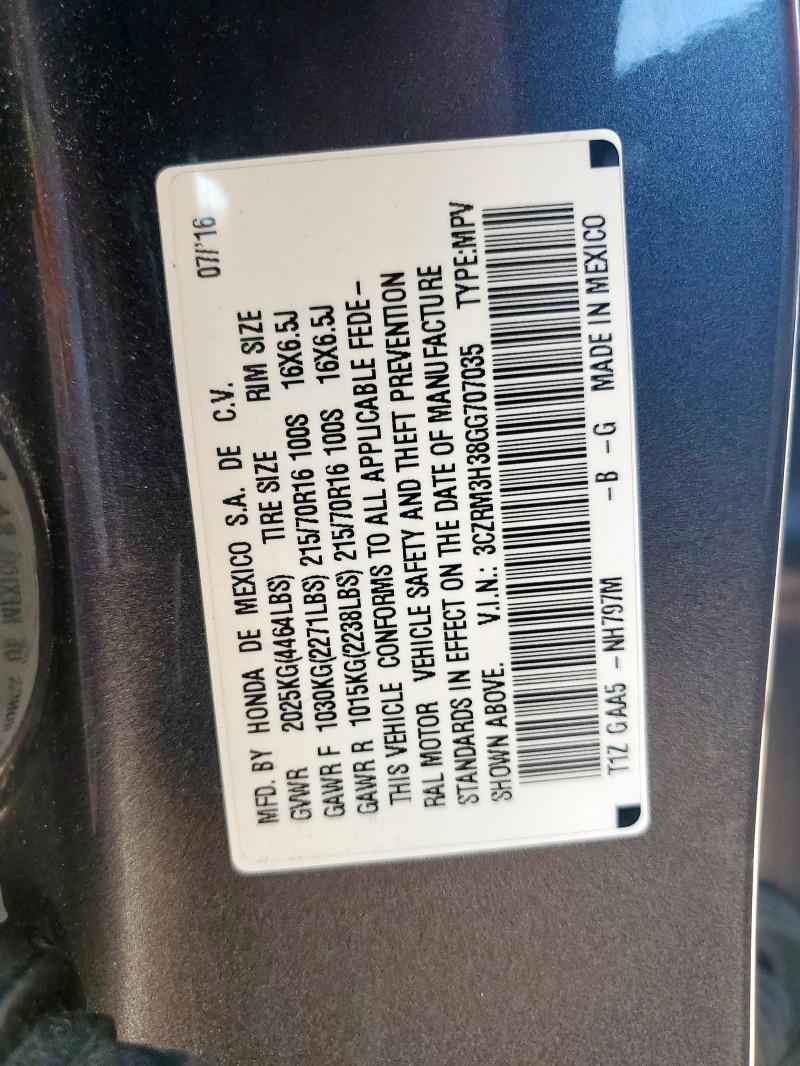 07/'16
MFD. BY HONDA DE MEXICO S.A. DE C.V.
GVWR 2025KG(4464LBS) TIRE SIZE RIM SIZE
GAWR F 1030KG(2271LBS) 215/70R16 100S 16X6.5J
GAWR R 1015KG(2238LBS) 215/70R16 100S 16X6.5J
THIS VEHICLE CONFORMS TO ALL APPLICABLE FEDE-
RAL MOTOR VEHICLE SAFETY AND THEFT PREVENTION
STANDARDS IN EFFECT ON THE DATE OF MANUFACTURE
SHOWN ABOVE. V.I.N.: 3CZRM3H38GG707035 TYPE:MPV
T1Z GAA5 -NH797M -B -G MADE IN MEXICO
DE MEXICO